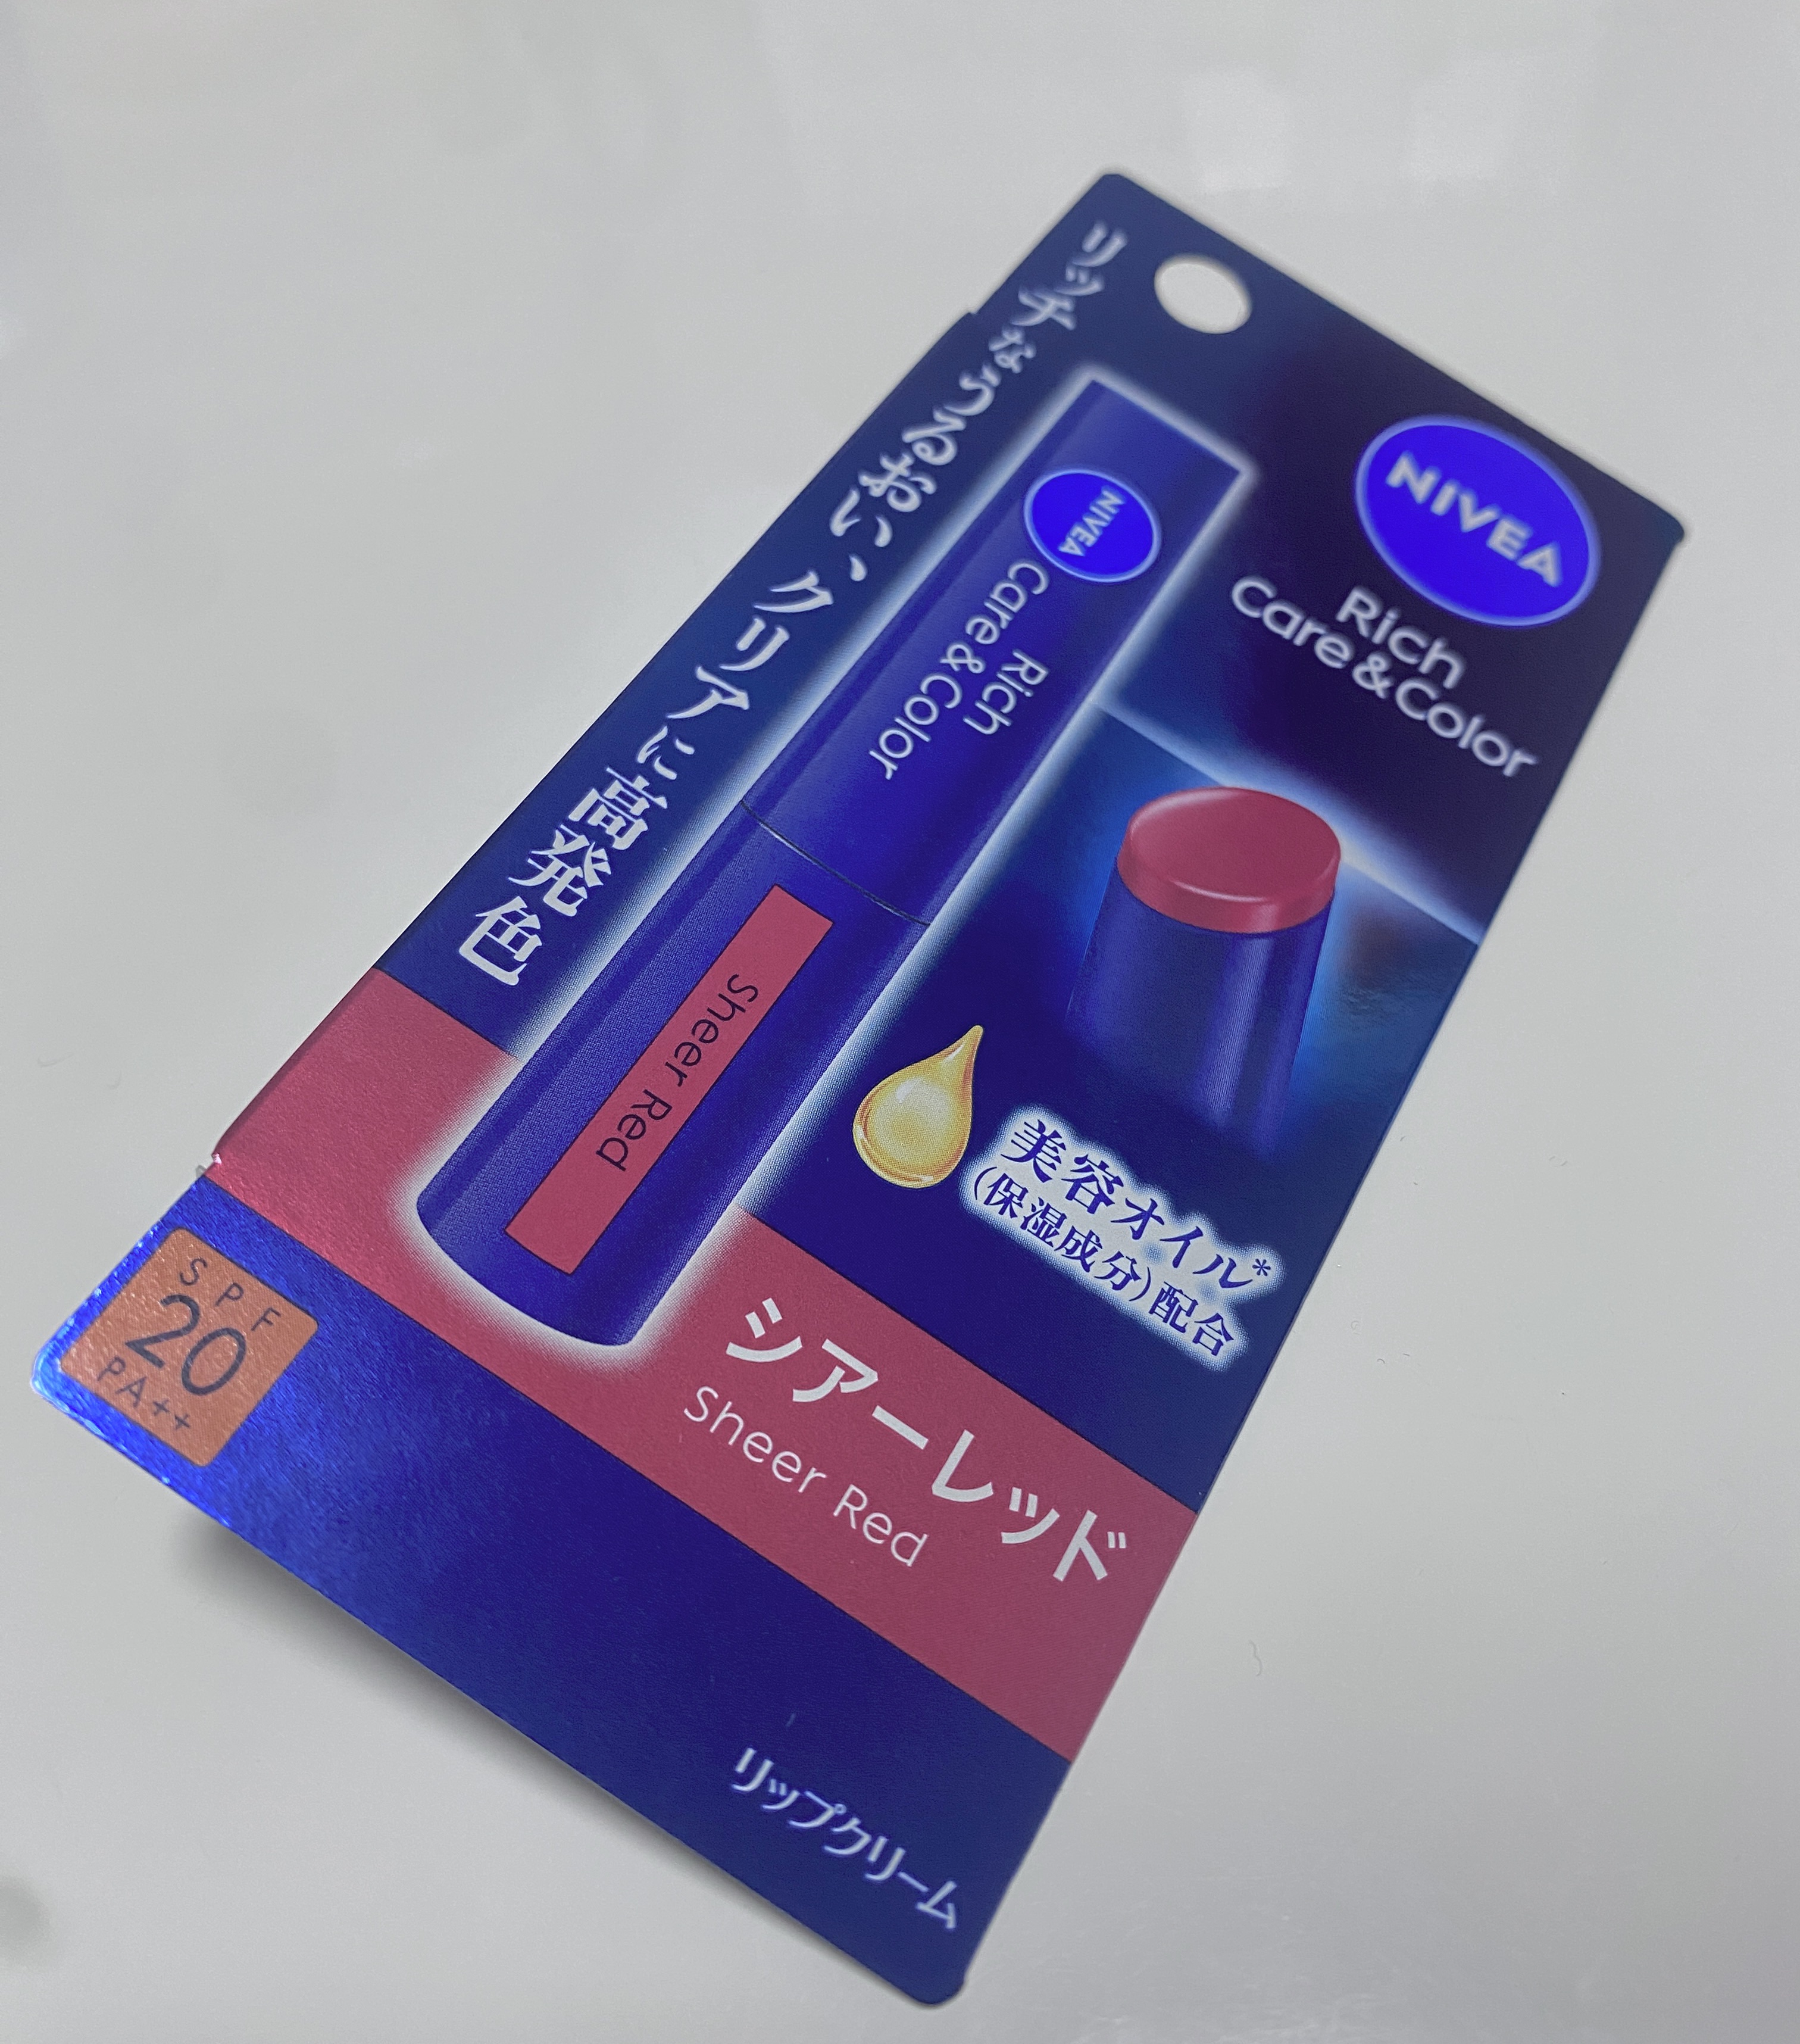 リッチなうるおい、クリアに高発色
NIVEA
Rich
Care&Color
NIVEA
Rich
Care&Color
Sheer Red
美容オイル*
(保湿成分)配合
シアーレッド
Sheer Red
SPF
20
PA++
リップクリーム